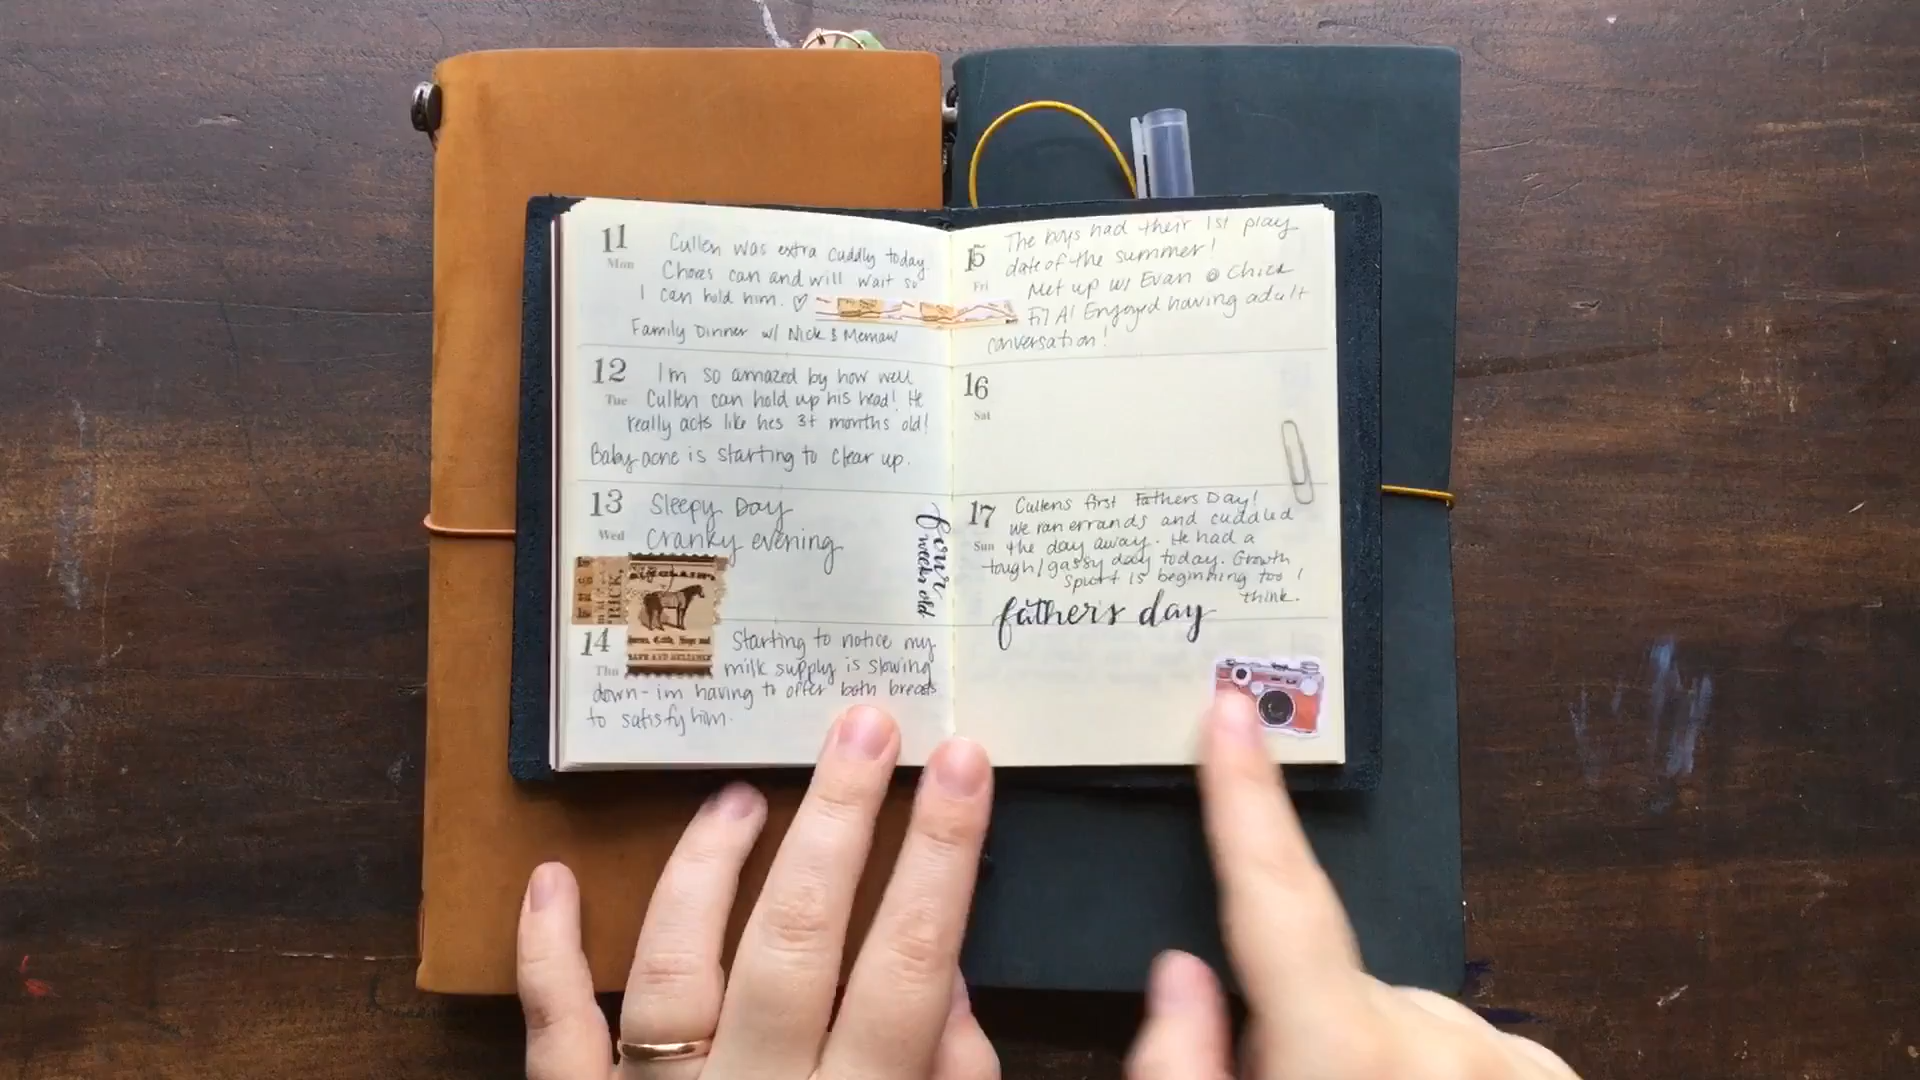 11
Mon
Cullen was extra cuddly today
Chores can and will wait so
I can hold him. ♡
Family Dinner w/ Nick & Memaw
12
Tue
I'm so amazed by how well
Cullen can hold up his head! He
really acts like hes 3+ months old!
Baby acne is starting to clear up.
13
Wed
Sleepy Day
Cranky evening
four
weeks old
TRICK,
14
Thu
Starting to notice my
milk supply is slowing
down - im having to offer both breasts
to satisfy him.
SAFE AND RELIABLE
15
Fri
The boys had their 1st play
date of the summer!
Met up w/ Evan @ Chick
Fil A! Enjoyed having adult
conversation!
16
Sat
17
Sun
Cullens first Fathers Day!
We ran errands and cuddled
the day away. He had a
tough/gassy day today. Growth
spurt is beginning too I
think.
fathers day